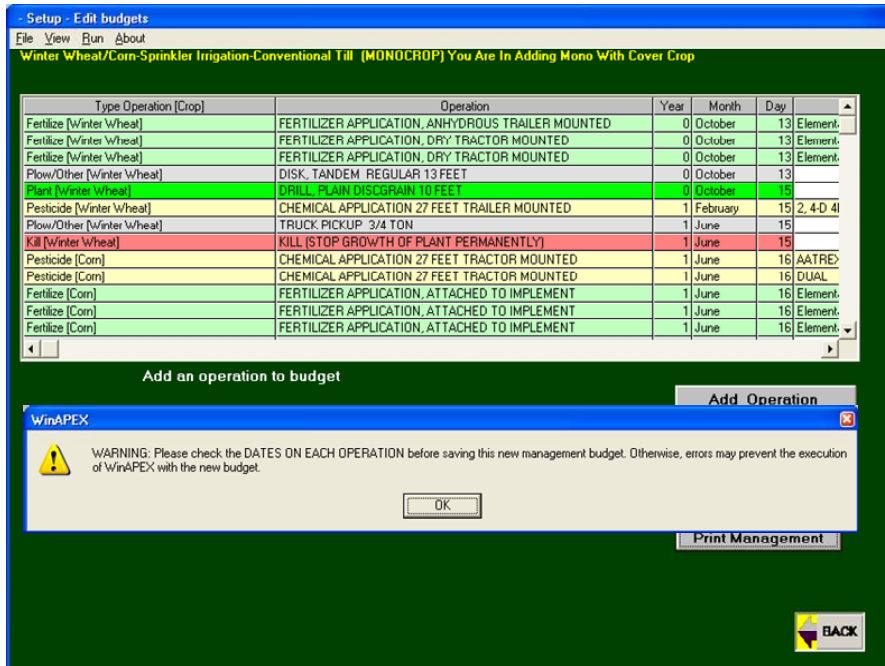 - Setup - Edit budgets
File View Run About
Winter Wheat/Corn-Sprinkler Irrigation-Conventional Till (MONOCROP) You Are In Adding Mono With Cover Crop
Type Operation [Crop] Operation Year Month Day
Fertilize [Winter Wheat] FERTILIZER APPLICATION, ANHYDROUS TRAILER MOUNTED 0 October 13 Element
Fertilize [Winter Wheat] FERTILIZER APPLICATION, DRY TRACTOR MOUNTED 0 October 13 Element
Fertilize [Winter Wheat] FERTILIZER APPLICATION, DRY TRACTOR MOUNTED 0 October 13 Element
Plow/Other [Winter Wheat] DISK, TANDEM REGULAR 13 FEET 0 October 13
Plant [Winter Wheat] DRILL, PLAIN DISCGRAIN 10 FEET 0 October 15
Pesticide [Winter Wheat] CHEMICAL APPLICATION 27 FEET TRAILER MOUNTED 1 February 15 2, 4-D 4
Plow/Other [Winter Wheat] TRUCK PICKUP 3/4 TON 1 June 15
Kill [Winter Wheat] KILL (STOP GROWTH OF PLANT PERMANENTLY) 1 June 15
Pesticide [Corn] CHEMICAL APPLICATION 27 FEET TRACTOR MOUNTED 1 June 16 AATREX
Pesticide [Corn] CHEMICAL APPLICATION 27 FEET TRACTOR MOUNTED 1 June 16 DUAL
Fertilize [Corn] FERTILIZER APPLICATION, ATTACHED TO IMPLEMENT 1 June 16 Element
Fertilize [Corn] FERTILIZER APPLICATION, ATTACHED TO IMPLEMENT 1 June 16 Element
Fertilize [Corn] FERTILIZER APPLICATION, ATTACHED TO IMPLEMENT 1 June 16 Element
Add an operation to budget
Add Operation
WinAPEX
WARNING: Please check the DATES ON EACH OPERATION before saving this new management budget. Otherwise, errors may prevent the execution
of WinAPEX with the new budget.
OK
Print Management
BACK